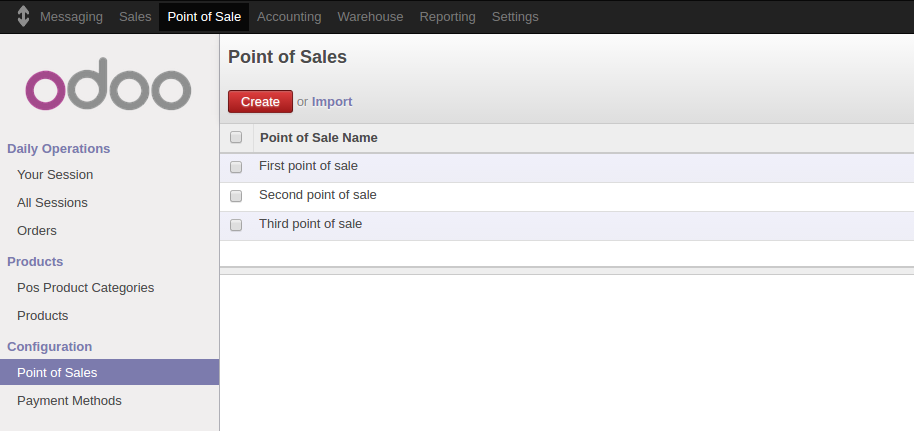 Messaging Sales Point of Sale Accounting Warehouse Reporting Settings
odoo
Daily Operations
Your Session
All Sessions
Orders
Products
Pos Product Categories
Products
Configuration
Point of Sales
Payment Methods
Point of Sales
Create or Import
Point of Sale Name
First point of sale
Second point of sale
Third point of sale